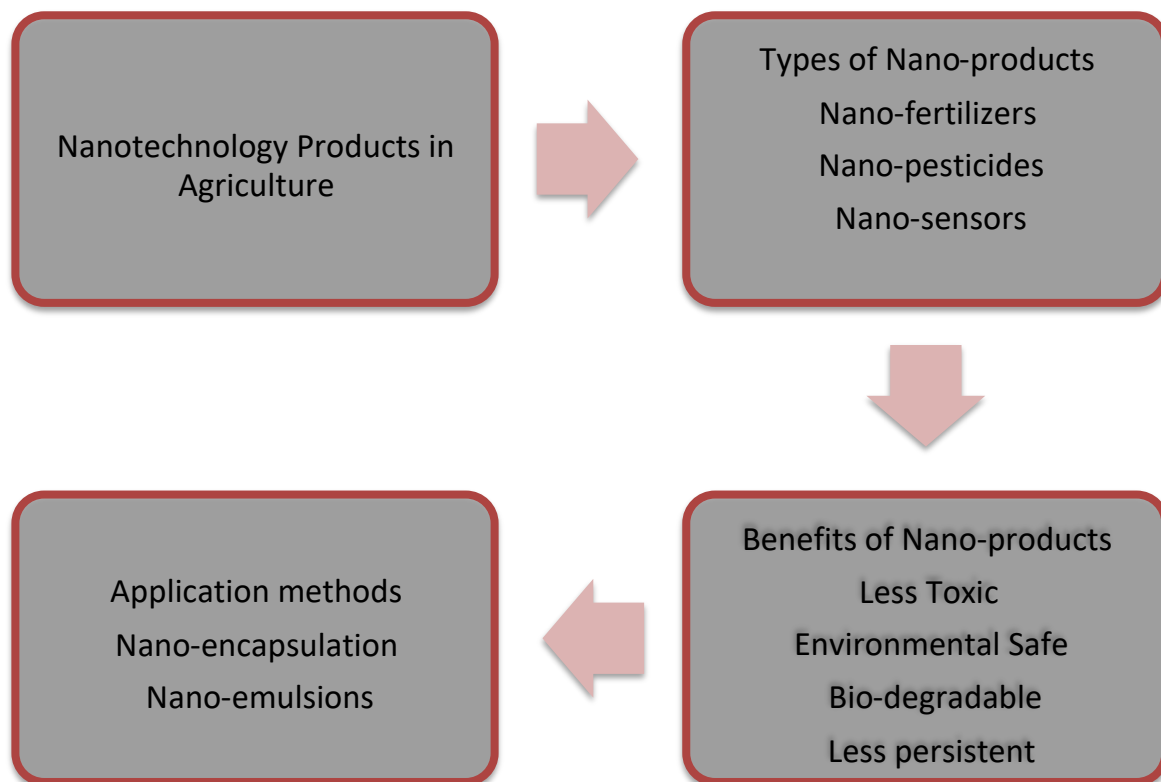 Nanotechnology Products in
Agriculture
Types of Nano-products
Nano-fertilizers
Nano-pesticides
Nano-sensors
Benefits of Nano-products
Less Toxic
Environmental Safe
Bio-degradable
Less persistent
Application methods
Nano-encapsulation
Nano-emulsions